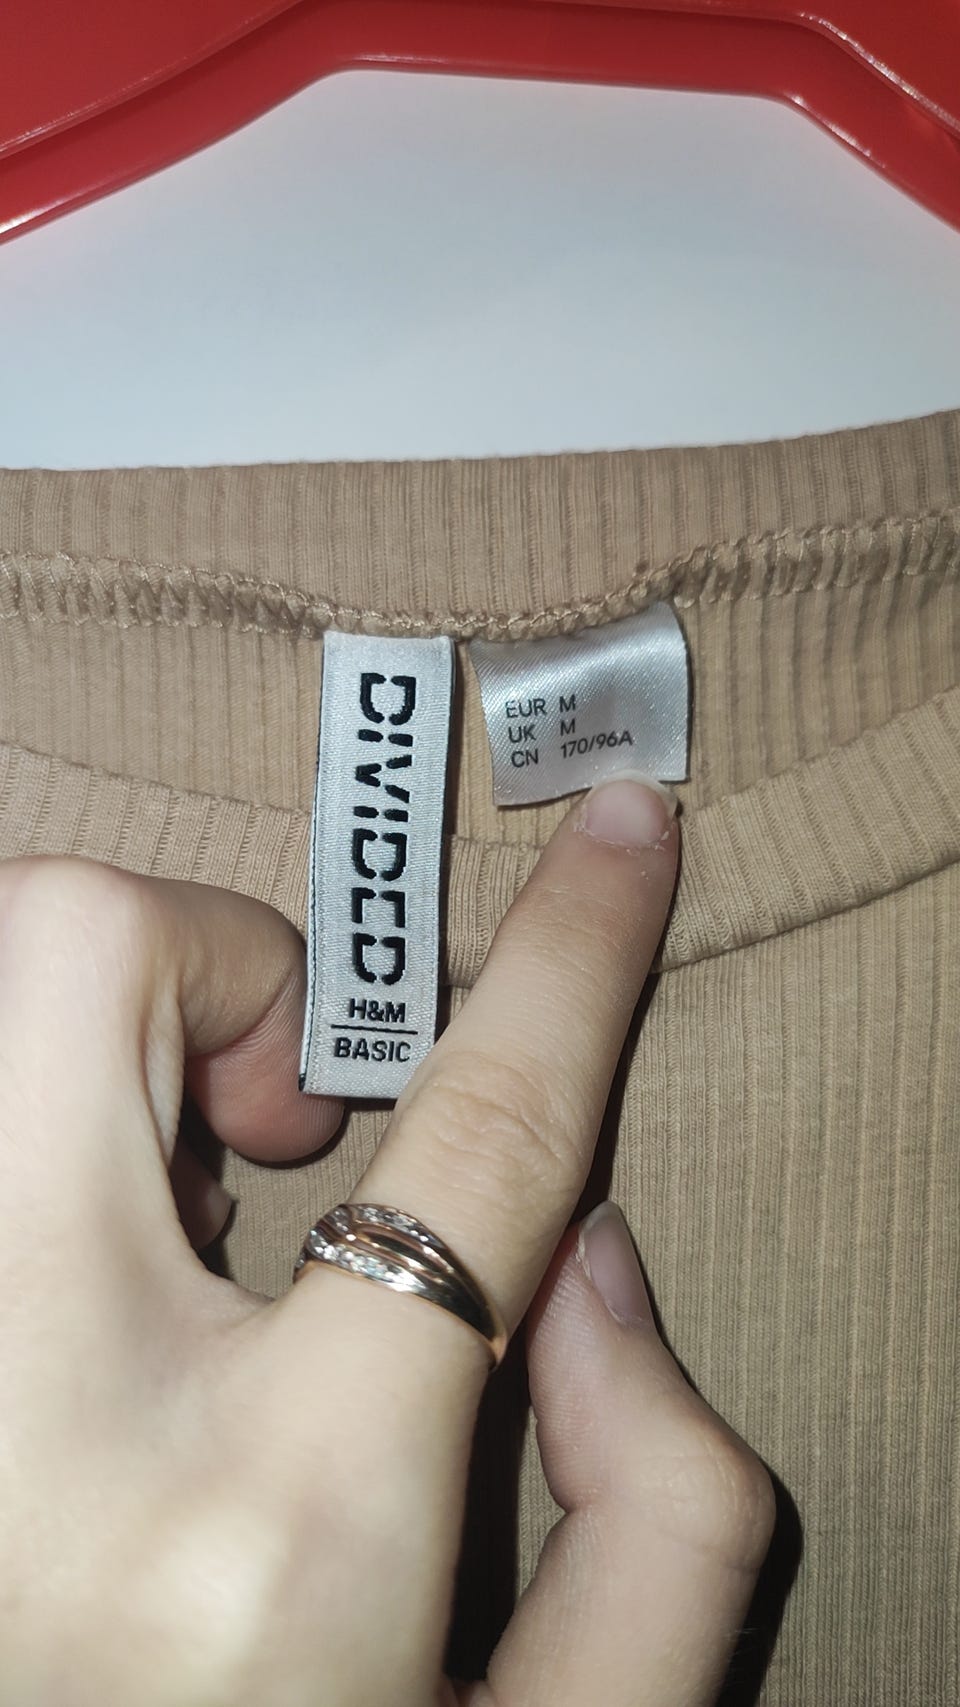 DIVIDED
H&M
BASIC
EUR M
UK M
CN 170/96A